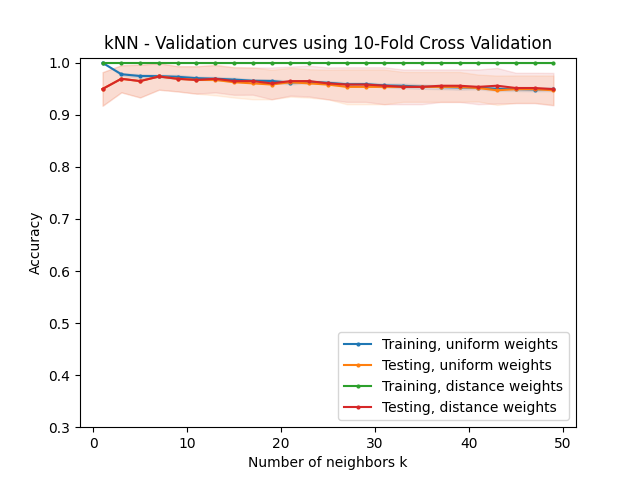 kNN - Validation curves using 10-Fold Cross Validation
1.0
0.9
0.8
0.7
0.6
0.5
0.4
0.3
Accuracy
Training, uniform weights
Testing, uniform weights
Training, distance weights
Testing, distance weights
0 10 20 30 40 50
Number of neighbors k